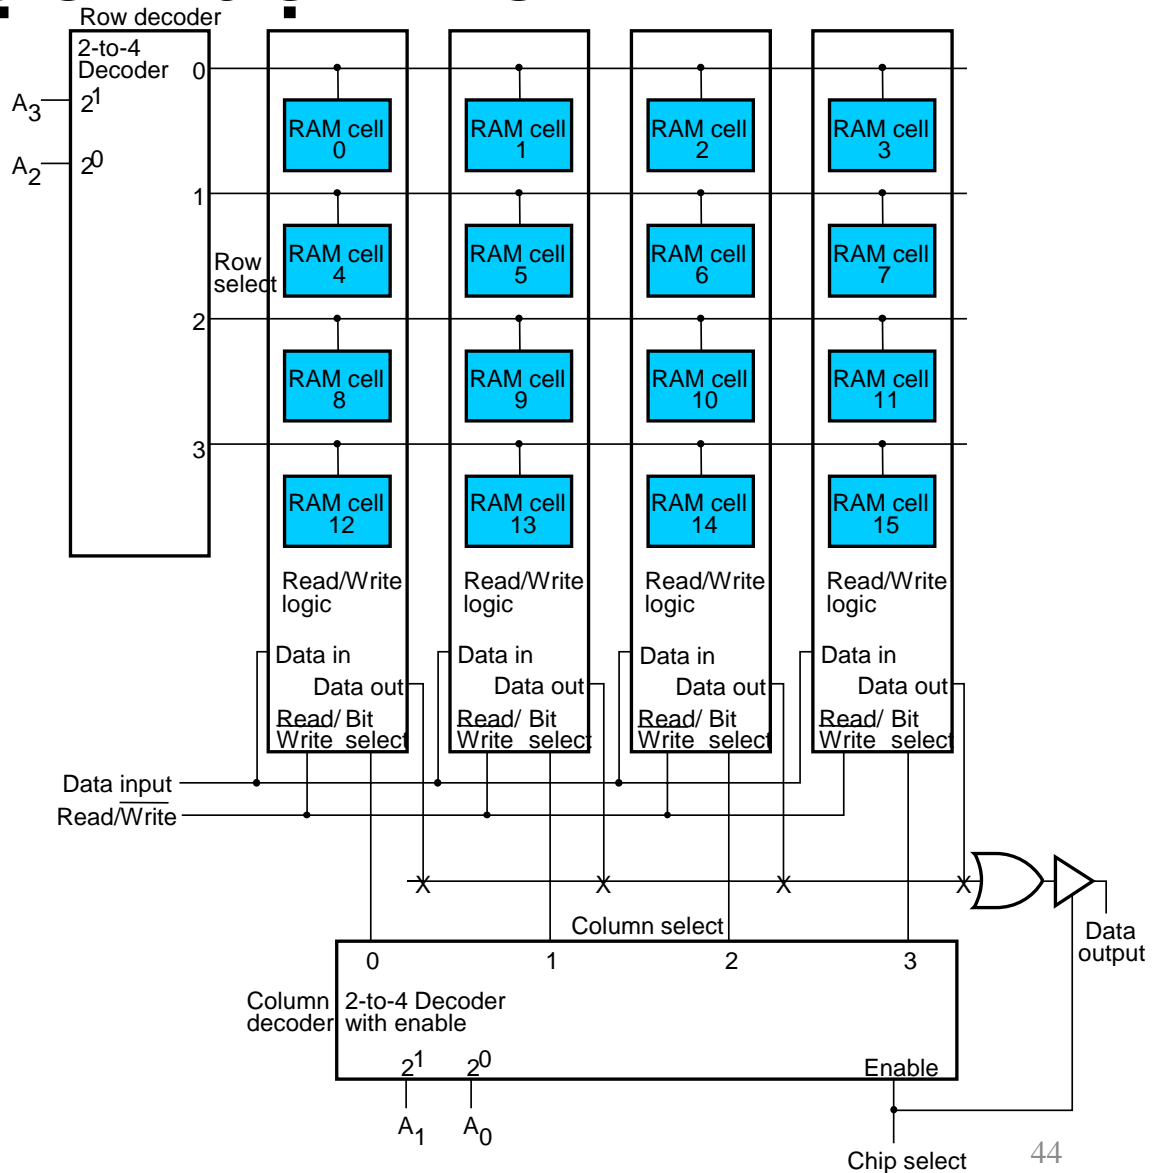 Row decoder
2-to-4
Decoder
0
A3
2^1
A2
2^0
1
Row
select
2
3
RAM cell
0
RAM cell
1
RAM cell
2
RAM cell
3
RAM cell
4
RAM cell
5
RAM cell
6
RAM cell
7
RAM cell
8
RAM cell
9
RAM cell
10
RAM cell
11
RAM cell
12
RAM cell
13
RAM cell
14
RAM cell
15
Read/Write
logic
Read/Write
logic
Read/Write
logic
Read/Write
logic
Data in
Data out
Read/ Bit
Write select
Data in
Data out
Read/ Bit
Write select
Data in
Data out
Read/ Bit
Write select
Data in
Data out
Read/ Bit
Write select
Data input
Read/Write
X X X X
Data
output
Column select
0 1 2 3
Column
decoder
2-to-4 Decoder
with enable
2^1 2^0
Enable
A1 A0
Chip select
44